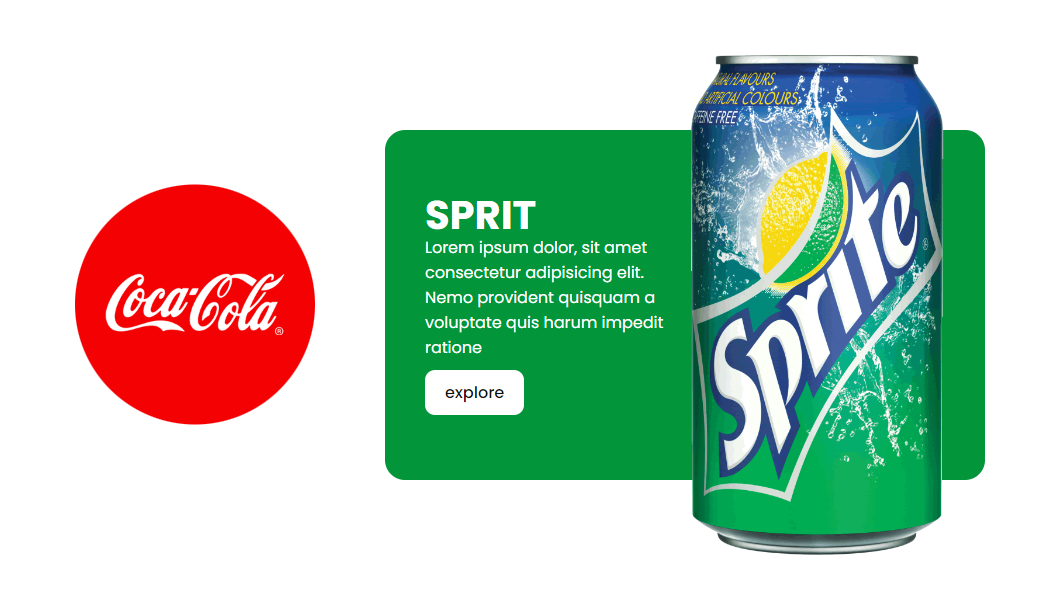 Coca-Cola
®
SPRIT
Lorem ipsum dolor, sit amet
consectetur adipisicing elit.
Nemo provident quisquam a
voluptate quis harum impedit
ratione
explore
FLAVOURS
ARTIFICIAL COLOURS
FREE
Sprite
®